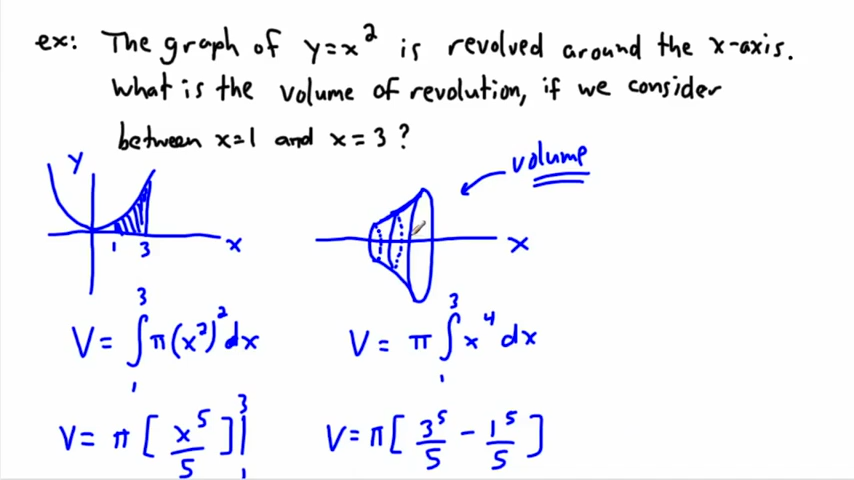 ex: The graph of y=x² is revolved around the x-axis.
What is the volume of revolution, if we consider
between x=1 and x=3?
y
1 3 x
volume
x
V = ∫₁³ π(x²)² dx
V = π ∫₁³ x⁴ dx
V = π [ x⁵/5 ] |₁³
V = π [ 3⁵/5 - 1⁵/5 ]